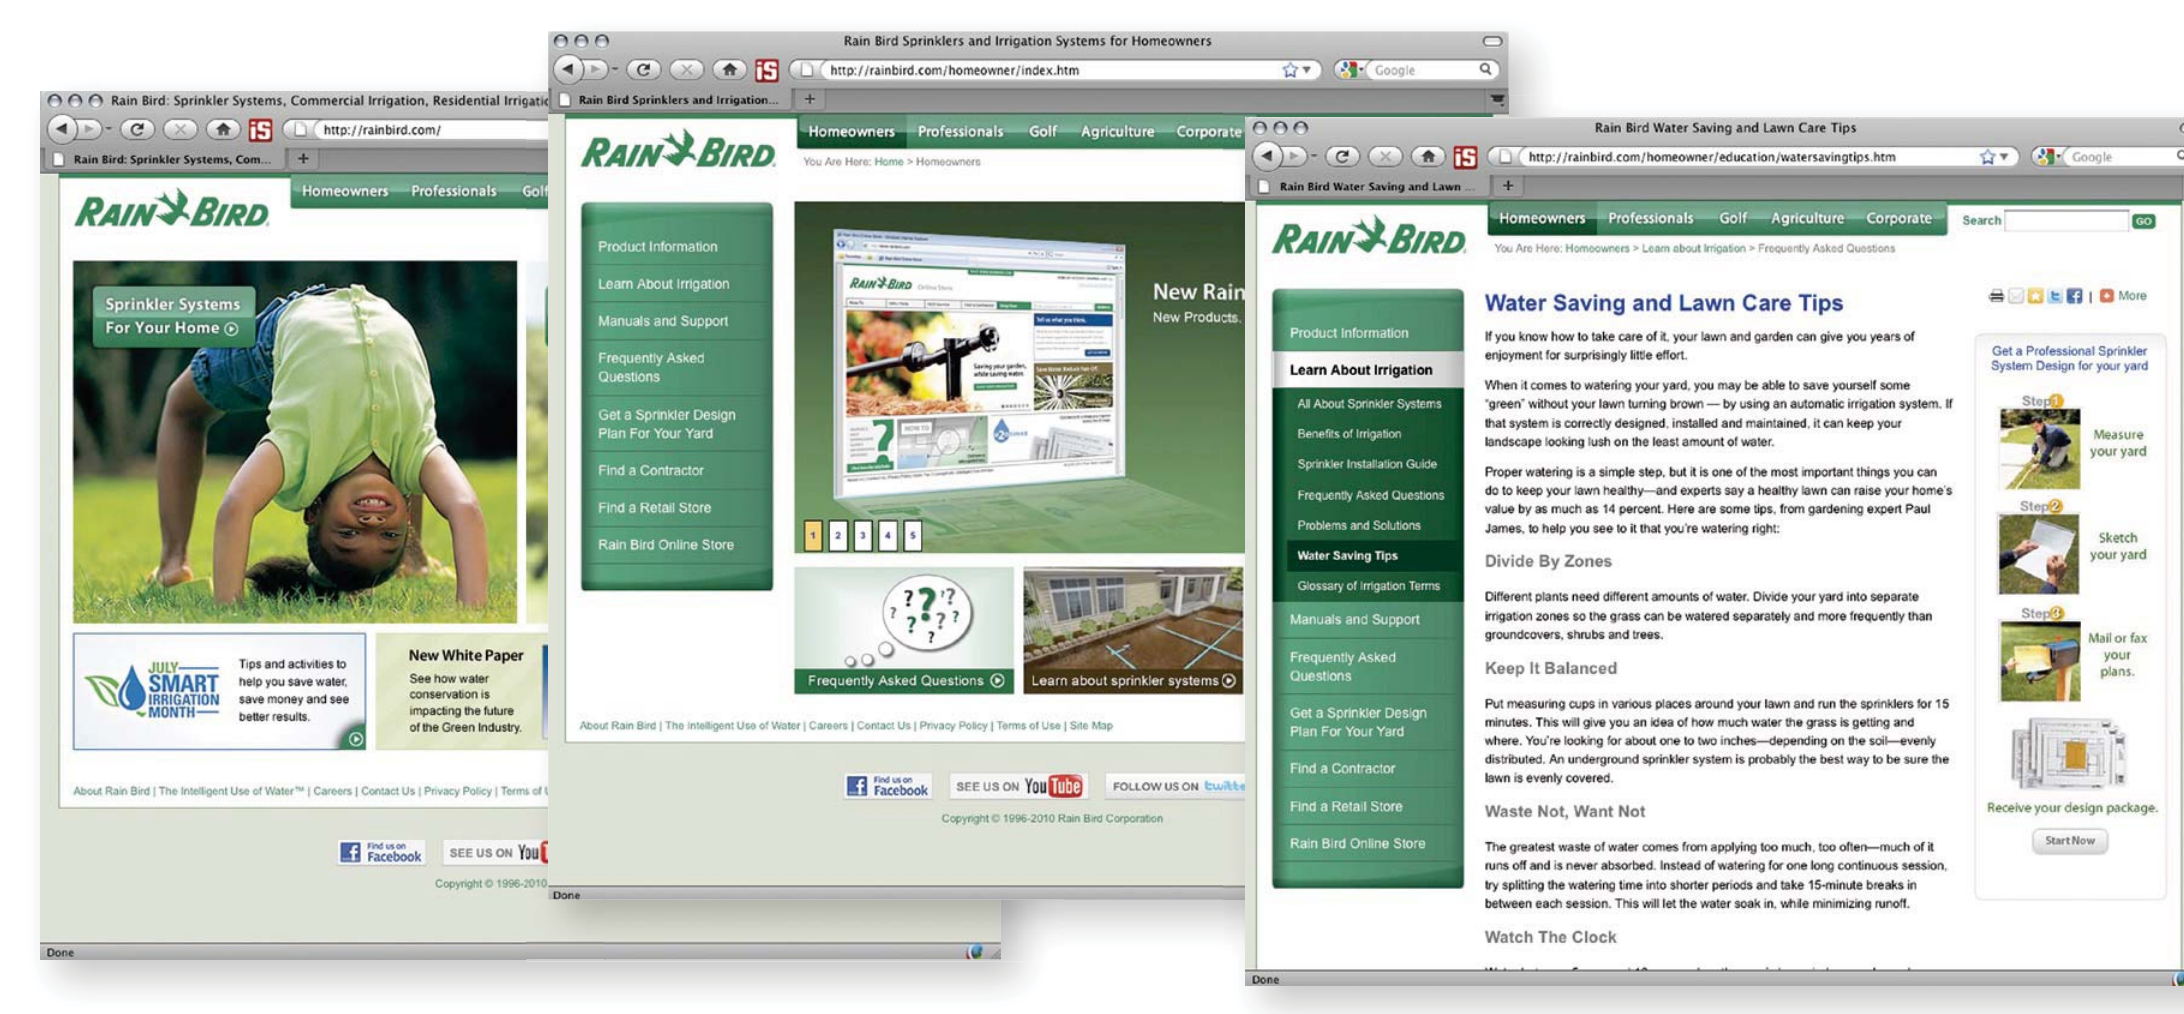 Rain Bird: Sprinkler Systems, Commercial Irrigation, Residential
http://rainbird.com/
Rain Bird: Sprinkler Systems, Com...
RAIN BIRD
Homeowners Professionals
Sprinkler Systems
For Your Home
JULY
SMART
IRRIGATION
MONTH
Tips and activities to
help you save water,
save money and see
better results.
New White Paper
See how water
conservation is
impacting the future
of the Green Industry.
About Rain Bird | The Intelligent Use of Water™ | Careers | Contact Us | Privacy Policy | Terms of
Find us on
Facebook
SEE US ON You
Copyright © 1996-2010
Done
Rain Bird Sprinklers and Irrigation Systems for Homeowners
iS
http://rainbird.com/homeowner/index.htm
Google
Rain Bird Sprinklers and Irrigation...
RAIN BIRD
Homeowners Professionals Golf Agriculture Corporate
You Are Here: Home > Homeowners
Product Information
Learn About Irrigation
Manuals and Support
Frequently Asked
Questions
Get a Sprinkler Design
Plan For Your Yard
Find a Contractor
Find a Retail Store
Rain Bird Online Store
RAIN BIRD Online Store
Tell us what you think.
Saving your garden,
while saving water.
HOW TO
New Rain
New Products.
1 2 3 4 5
Frequently Asked Questions
Learn about sprinkler systems
About Rain Bird | The Intelligent Use of Water | Careers | Contact Us | Privacy Policy | Terms of Use | Site Map
Find us on
Facebook
SEE US ON YouTube
FOLLOW US ON
Copyright © 1996-2010 Rain Bird Corporation
Done
Rain Bird Water Saving and Lawn Care Tips
iS
http://rainbird.com/homeowner/education/watersavingtips.htm
Google
Rain Bird Water Saving and Lawn ...
RAIN BIRD
Homeowners Professionals Golf Agriculture Corporate
Search GO
You Are Here: Homeowners > Learn about Irrigation > Frequently Asked Questions
Product Information
Learn About Irrigation
All About Sprinkler Systems
Benefits of Irrigation
Sprinkler Installation Guide
Frequently Asked Questions
Problems and Solutions
Water Saving Tips
Glossary of Irrigation Terms
Manuals and Support
Frequently Asked
Questions
Get a Sprinkler Design
Plan For Your Yard
Find a Contractor
Find a Retail Store
Rain Bird Online Store
Water Saving and Lawn Care Tips
If you know how to take care of it, your lawn and garden can give you years of
enjoyment for surprisingly little effort.
When it comes to watering your yard, you may be able to save yourself some
"green" without your lawn turning brown — by using an automatic irrigation system. If
that system is correctly designed, installed and maintained, it can keep your
landscape looking lush on the least amount of water.
Proper watering is a simple step, but it is one of the most important things you can
do to keep your lawn healthy—and experts say a healthy lawn can raise your home's
value by as much as 14 percent. Here are some tips, from gardening expert Paul
James, to help you see to it that you're watering right:
Divide By Zones
Different plants need different amounts of water. Divide your yard into separate
irrigation zones so the grass can be watered separately and more frequently than
groundcovers, shrubs and trees.
Keep It Balanced
Put measuring cups in various places around your lawn and run the sprinklers for 15
minutes. This will give you an idea of how much water the grass is getting and
where. You're looking for about one to two inches—depending on the soil—evenly
distributed. An underground sprinkler system is probably the best way to be sure the
lawn is evenly covered.
Waste Not, Want Not
The greatest waste of water comes from applying too much, too often—much of it
runs off and is never absorbed. Instead of watering for one long continuous session,
try splitting the watering time into shorter periods and take 15-minute breaks in
between each session. This will let the water soak in, while minimizing runoff.
Watch The Clock
| More
Get a Professional Sprinkler
System Design for your yard
Step 1
Measure
your yard
Step 2
Sketch
your yard
Step 3
Mail or fax
your
plans.
Receive your design package.
Start Now
Done